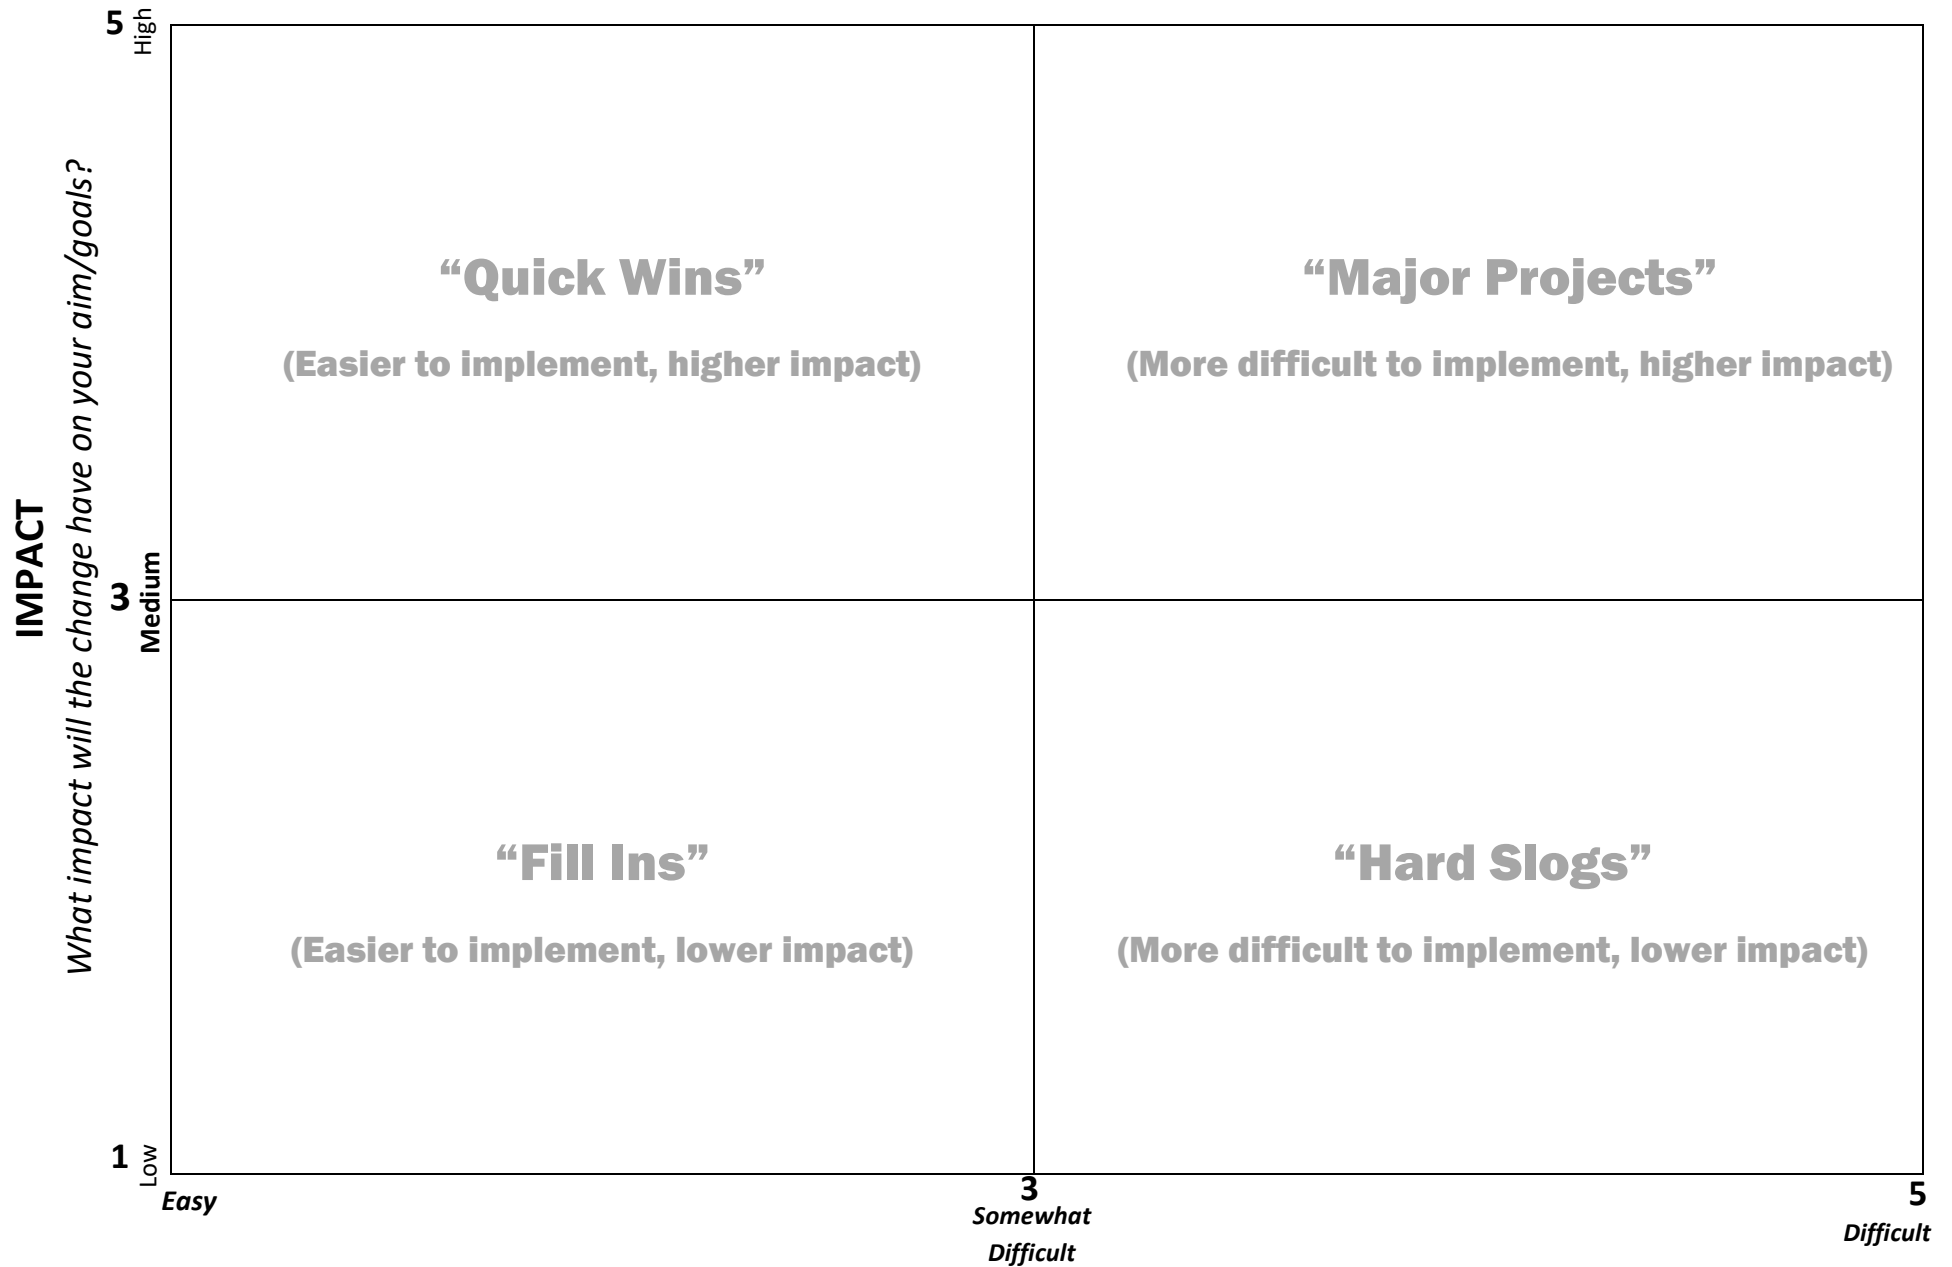 5
High
“Quick Wins”
(Easier to implement, higher impact)
“Major Projects”
(More difficult to implement, higher impact)
IMPACT
What impact will the change have on your aim/goals?
3
Medium
“Fill Ins”
(Easier to implement, lower impact)
“Hard Slogs”
(More difficult to implement, lower impact)
1
Low
Easy
3
Somewhat
Difficult
5
Difficult